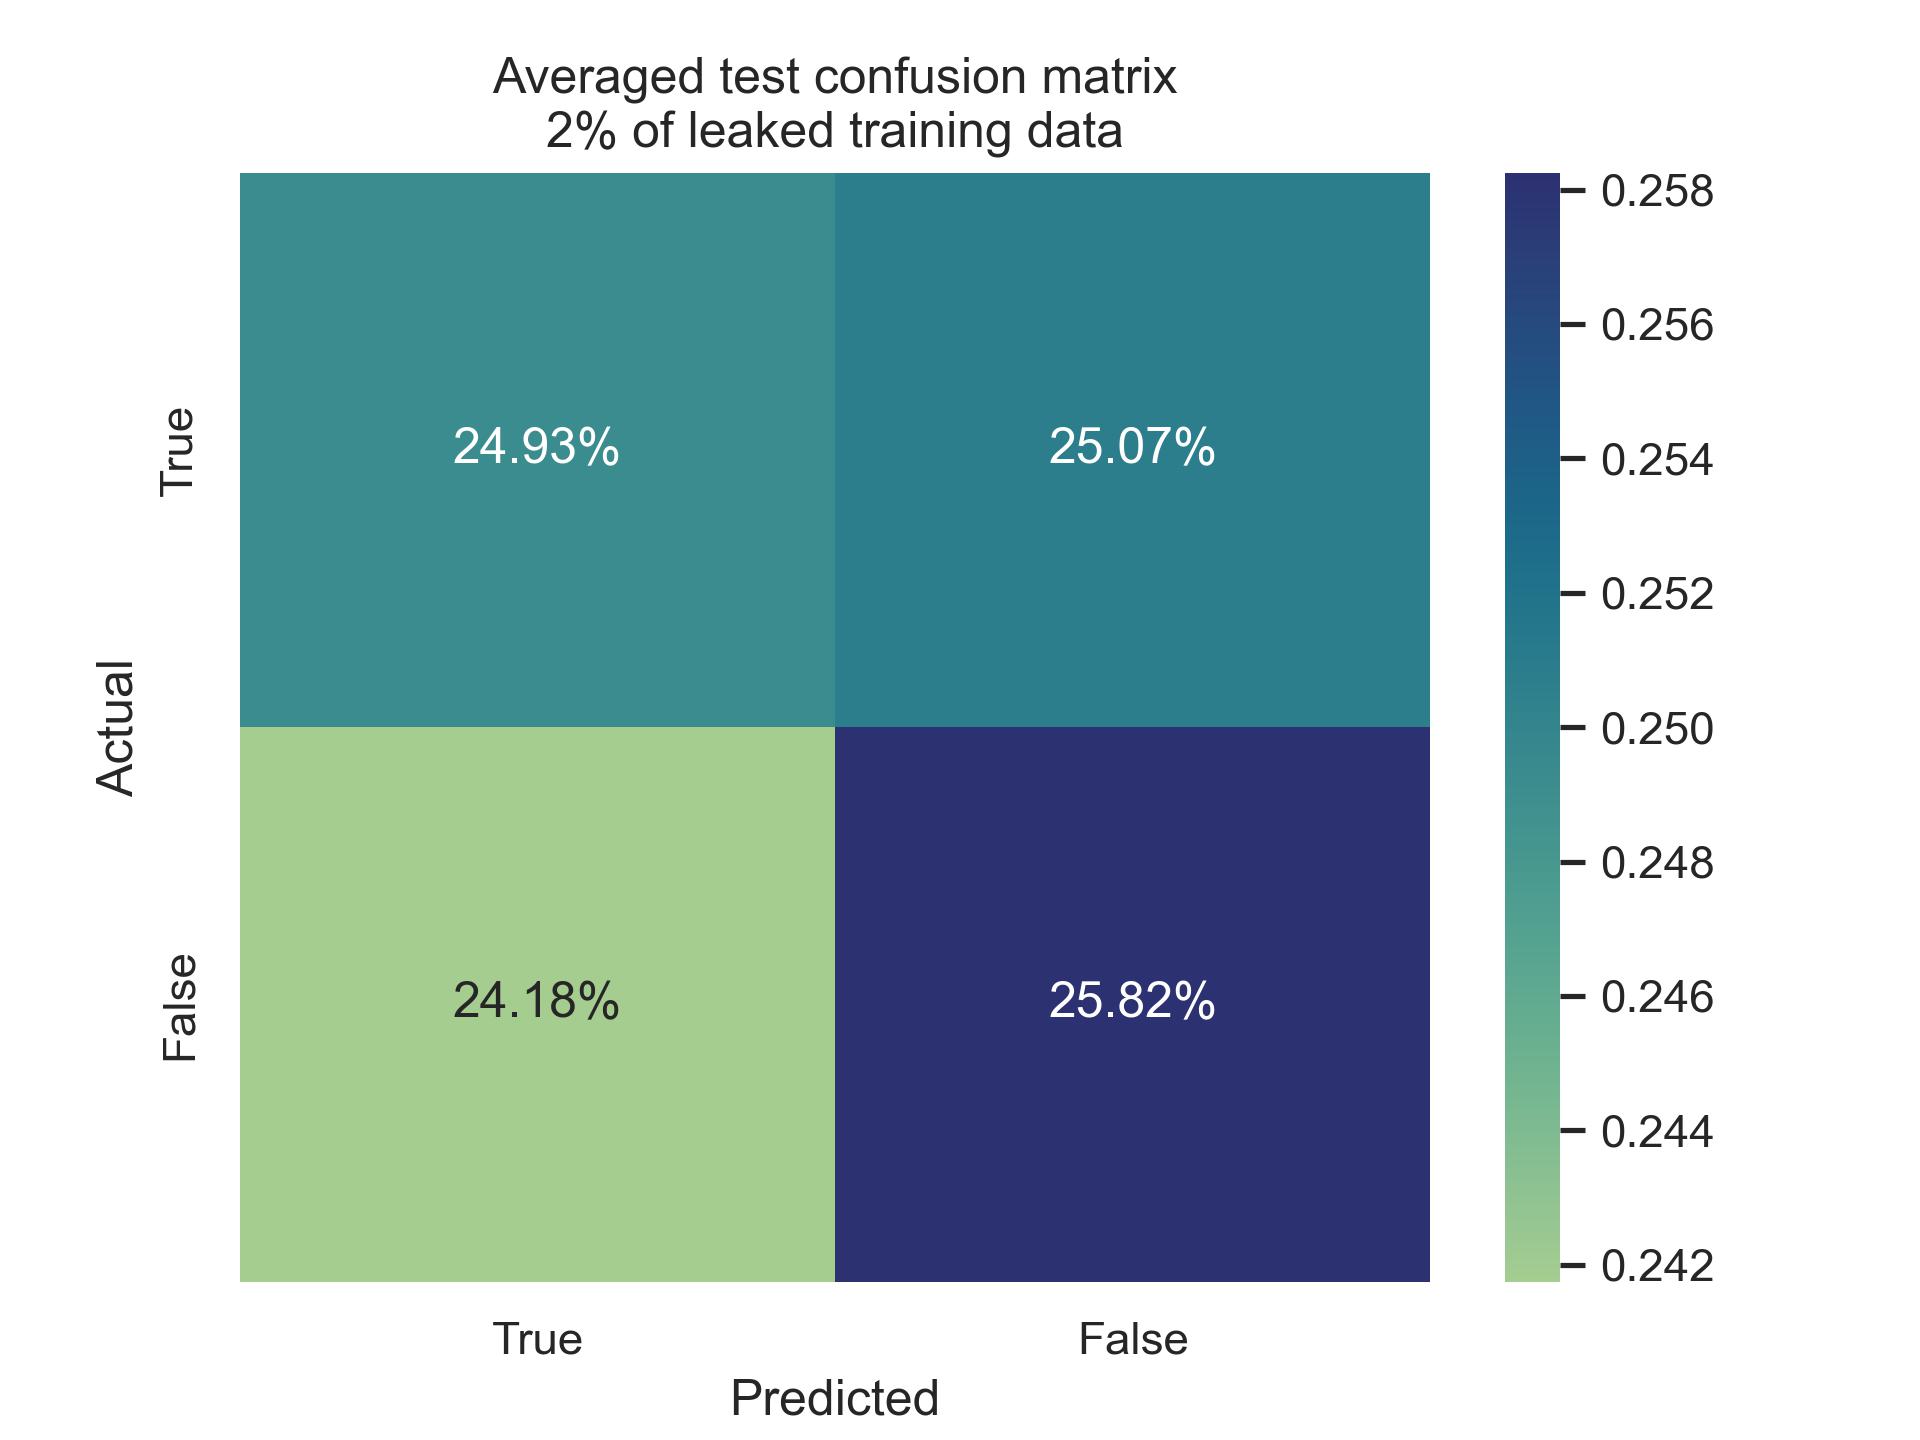 Averaged test confusion matrix
2% of leaked training data
Actual
True
24.93%
25.07%
False
24.18%
25.82%
True
False
Predicted
0.258
0.256
0.254
0.252
0.250
0.248
0.246
0.244
0.242